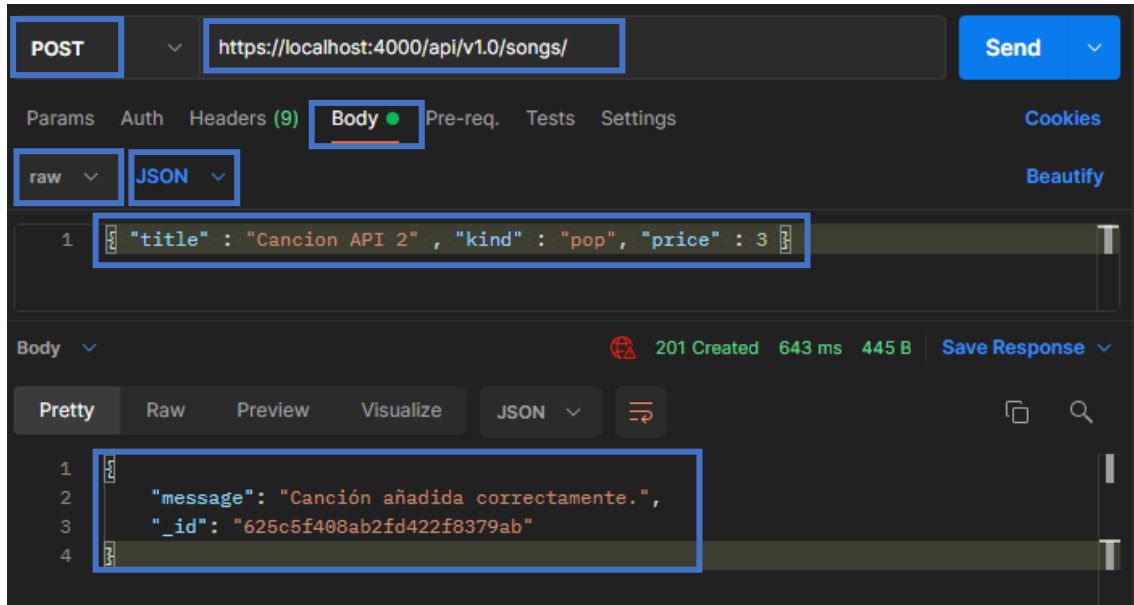 POST https://localhost:4000/api/v1.0/songs/ Send
Params Auth Headers (9) Body Pre-req. Tests Settings Cookies
raw JSON Beautify
1 { "title" : "Cancion API 2" , "kind" : "pop", "price" : 3 }
Body 201 Created 643 ms 445 B Save Response
Pretty Raw Preview Visualize JSON
1 {
2 "message": "Canción añadida correctamente.",
3 "_id": "625c5f408ab2fd422f8379ab"
4 }